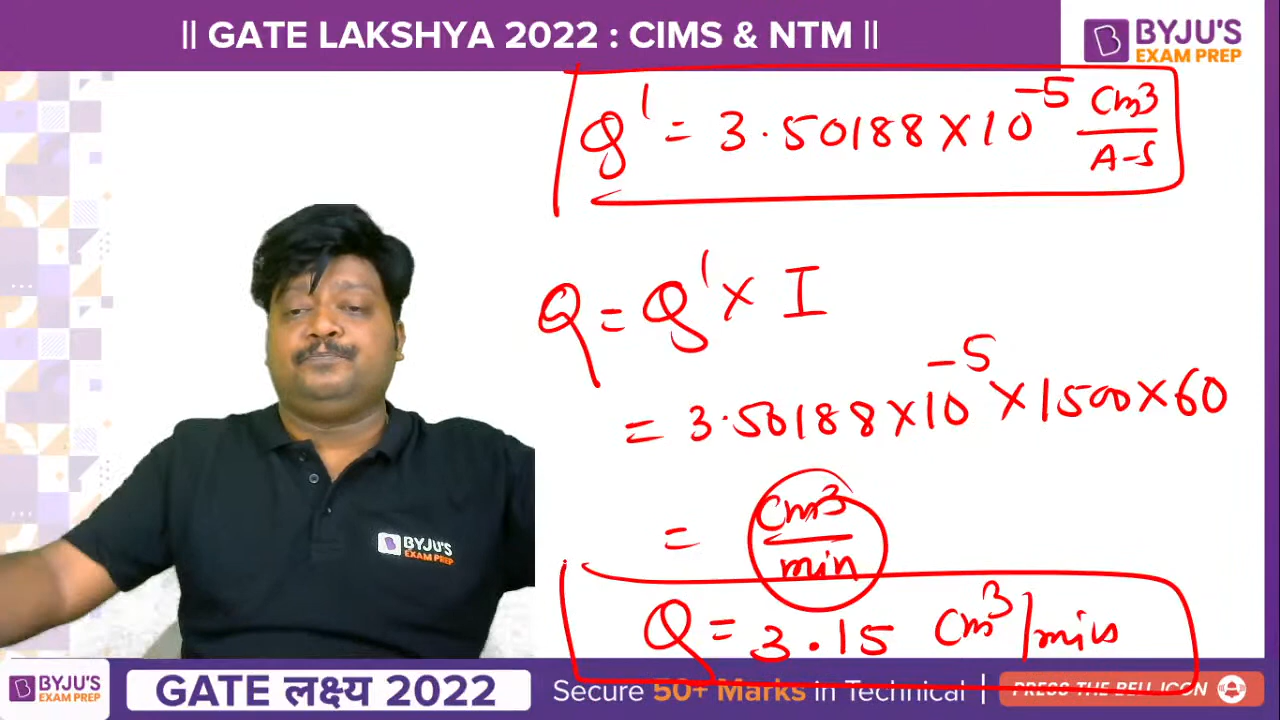 || GATE LAKSHYA 2022 : CIMS & NTM ||
BYJU'S
EXAM PREP
Q' = 3.50188 × 10^-5 Cm3/A-S
Q = Q' × I
= 3.50188 × 10^-5 × 1500 × 60
= Cm3/min
Q = 3.15 Cm3/min
BYJU'S
EXAM PREP
BYJU'S
EXAM PREP
GATE लक्ष्य 2022
Secure 50+ Marks in Technical |
PRESS THE BELL ICON